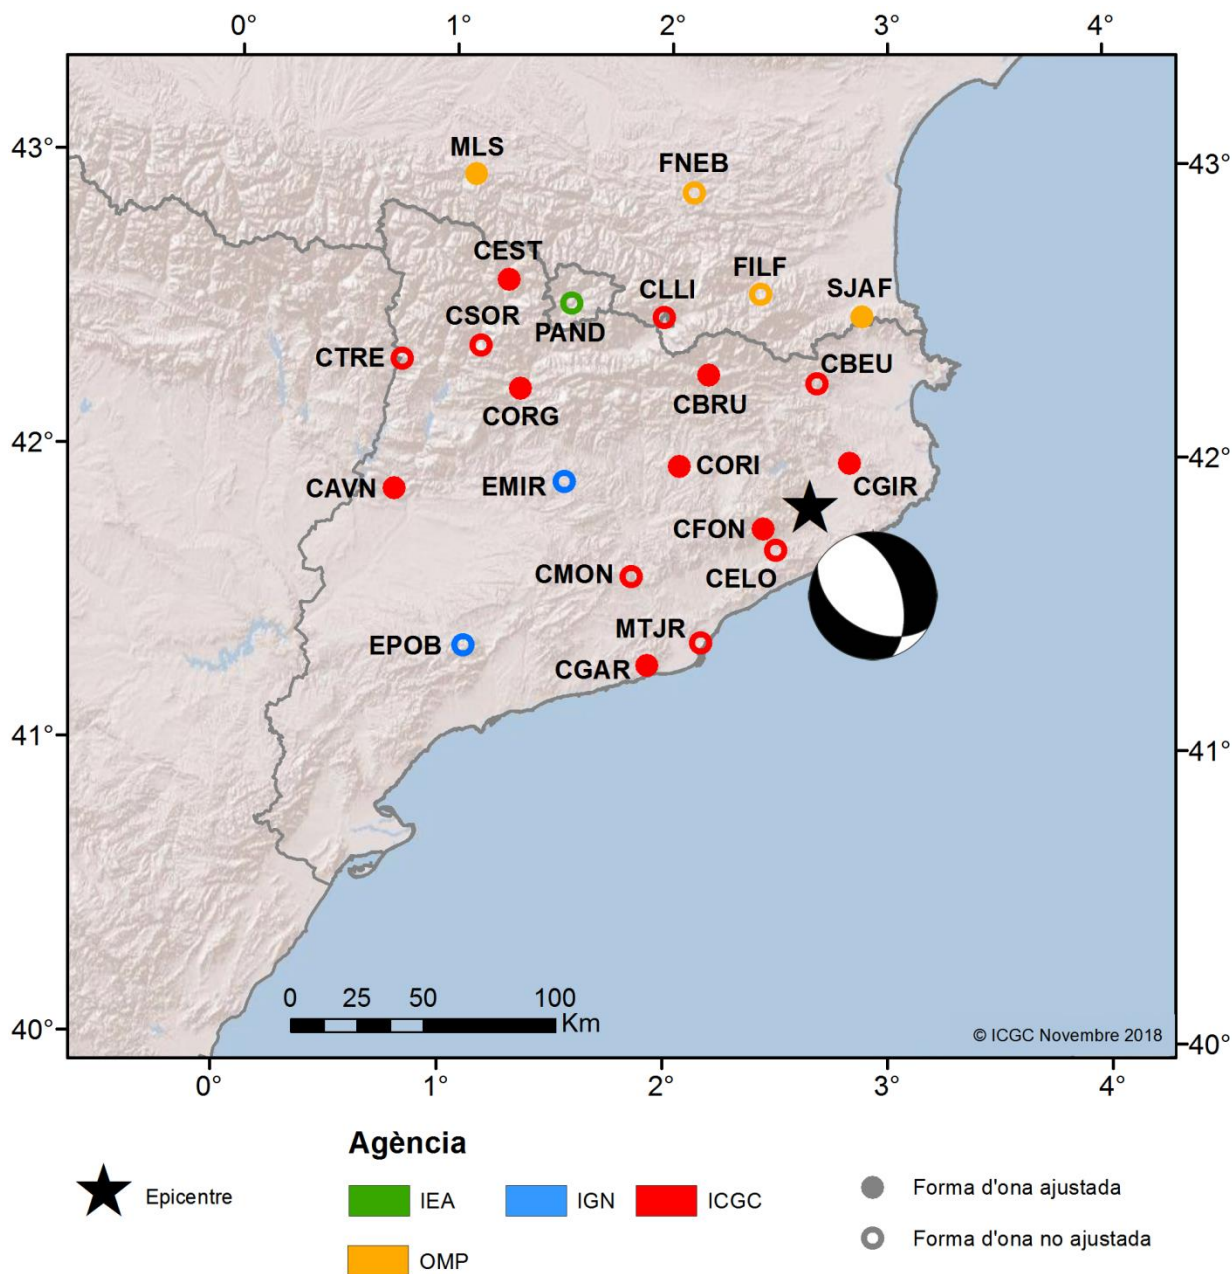 0° 1° 2° 3° 4°
MLS
43°
FNEB
43°
CEST
FILF
CLLI
SJAF
CSOR
PAND
CTRE
CBEU
CBRU
CORG
42°
42°
CORI
EMIR
CAVN
CGIR
CFON
CMON
CELO
MTJR
EPOB
CGAR
41°
41°
0 25 50 100
Km
40°
© ICGC Novembre 2018
40°
0° 1° 2° 3° 4°
Agència
Epicentre
IEA
IGN
ICGC
Forma d'ona ajustada
Forma d'ona no ajustada
OMP